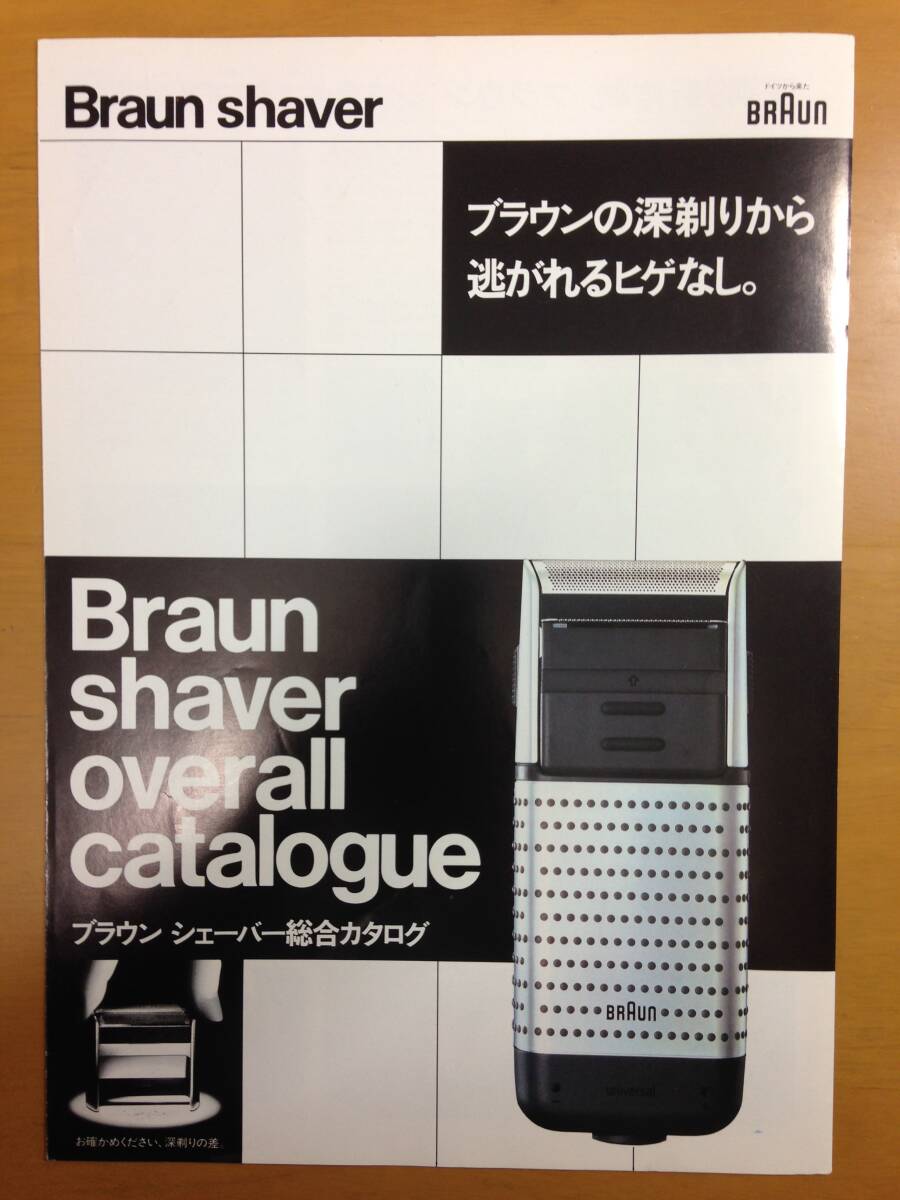 Braun shaver
ドイツから来た
BRAUN
ブラウンの深剃りから
逃がれるヒゲなし。
Braun
shaver
overall
catalogue
ブラウン シェーバー総合カタログ
BRAUN
universal
お確かめください、深剃りの差。